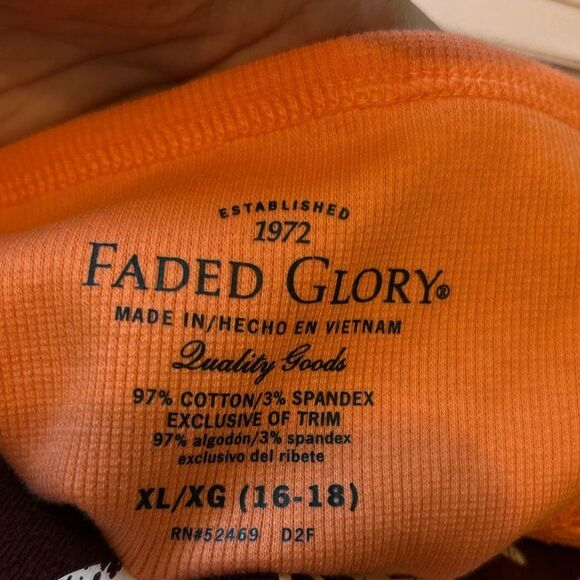 ESTABLISHED
1972
FADED GLORY®
MADE IN/HECHO EN VIETNAM
Quality Goods
97% COTTON/3% SPANDEX
EXCLUSIVE OF TRIM
97% algodón/3% spandex
exclusivo del ribete
XL/XG (16-18)
RN#52469 D2F